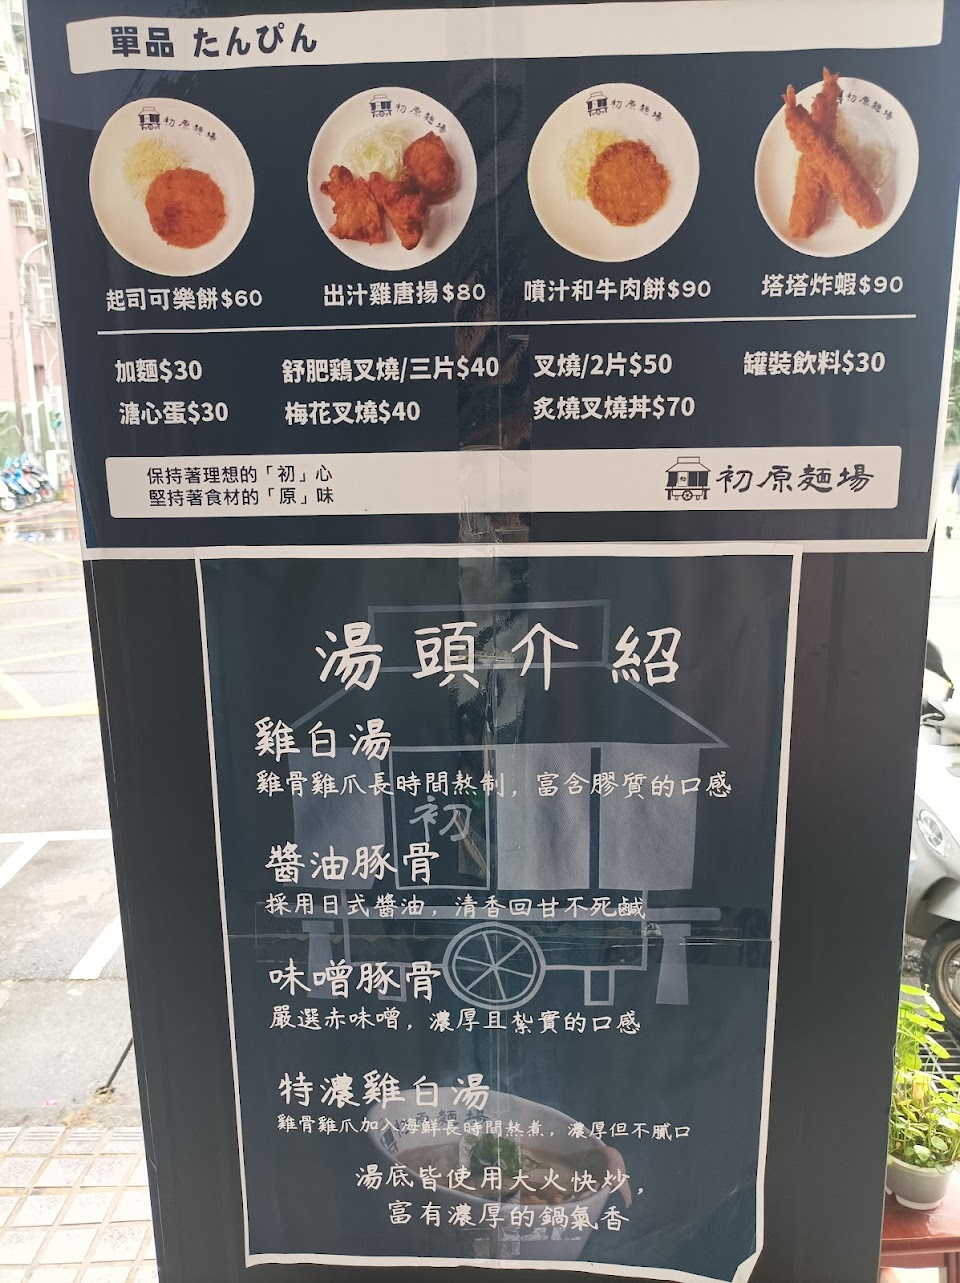 單品 たんぴん
初原麵場
初原麵場
初原麵場
初原麵場
起司可樂餅$60
出汁雞唐揚$80
噴汁和牛肉餅$90
塔塔炸蝦$90
加麵$30
舒肥鶏叉燒/三片$40
叉燒/2片$50
罐裝飲料$30
溏心蛋$30
梅花叉燒$40
炙燒叉燒丼$70
保持著理想的「初」心
堅持著食材的「原」味
初原麵場
湯頭介紹
雞白湯
雞骨雞爪長時間熬制，富含膠質的口感
初
醬油豚骨
採用日式醬油，清香回甘不死鹹
味噌豚骨
嚴選赤味噌，濃厚且紮實的口感
特濃雞白湯
雞骨雞爪加入海鮮長時間熬煮，濃厚但不膩口
湯底皆使用大火快炒，
富有濃厚的鍋氣香